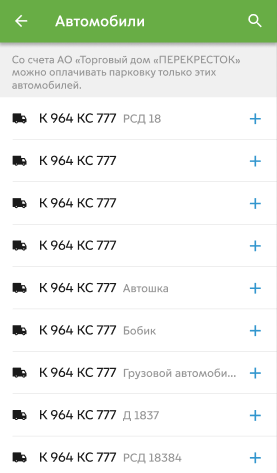 Автомобили
Со счета АО «Торговый дом «ПЕРЕКРЕСТОК»
можно оплачивать парковку только этих
автомобилей.
К 964 КС 777 РСД 18
К 964 КС 777
К 964 КС 777
К 964 КС 777
К 964 КС 777 Автошка
К 964 КС 777 Бобик
К 964 КС 777 Грузовой автомоби...
К 964 КС 777 Д 1837
К 964 КС 777 РСД 18384